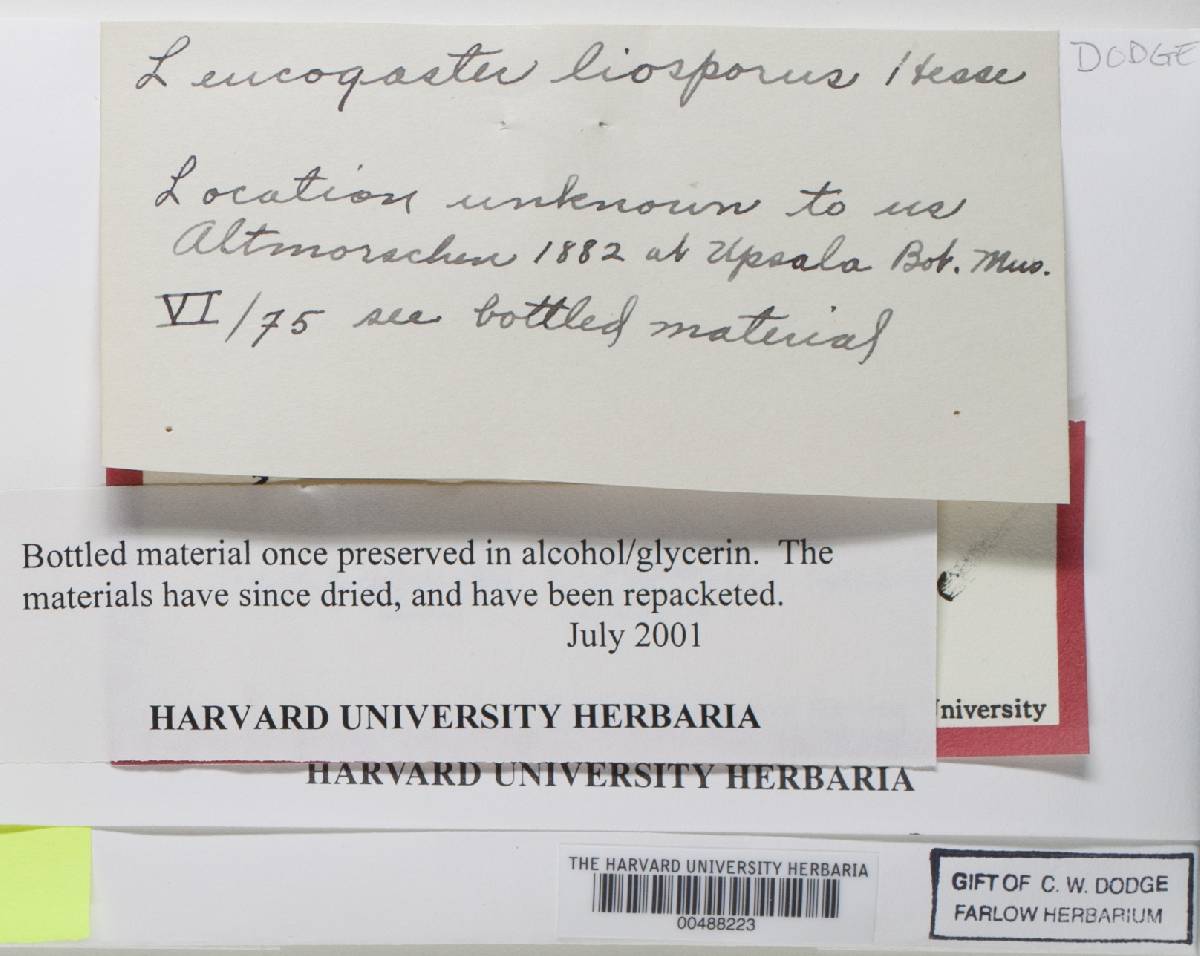 Leucogaster liosporus Hesse
DODGE
Location unknown to us
Altmorschen 1882 at Upsala Bot. Mus.
VI/75 see bottled material
Bottled material once preserved in alcohol/glycerin. The
materials have since dried, and have been repacketed.
July 2001
HARVARD UNIVERSITY HERBARIA
niversity
HARVARD UNIVERSITY HERBARIA
THE HARVARD UNIVERSITY HERBARIA
00488223
GIFT OF C. W. DODGE
FARLOW HERBARIUM